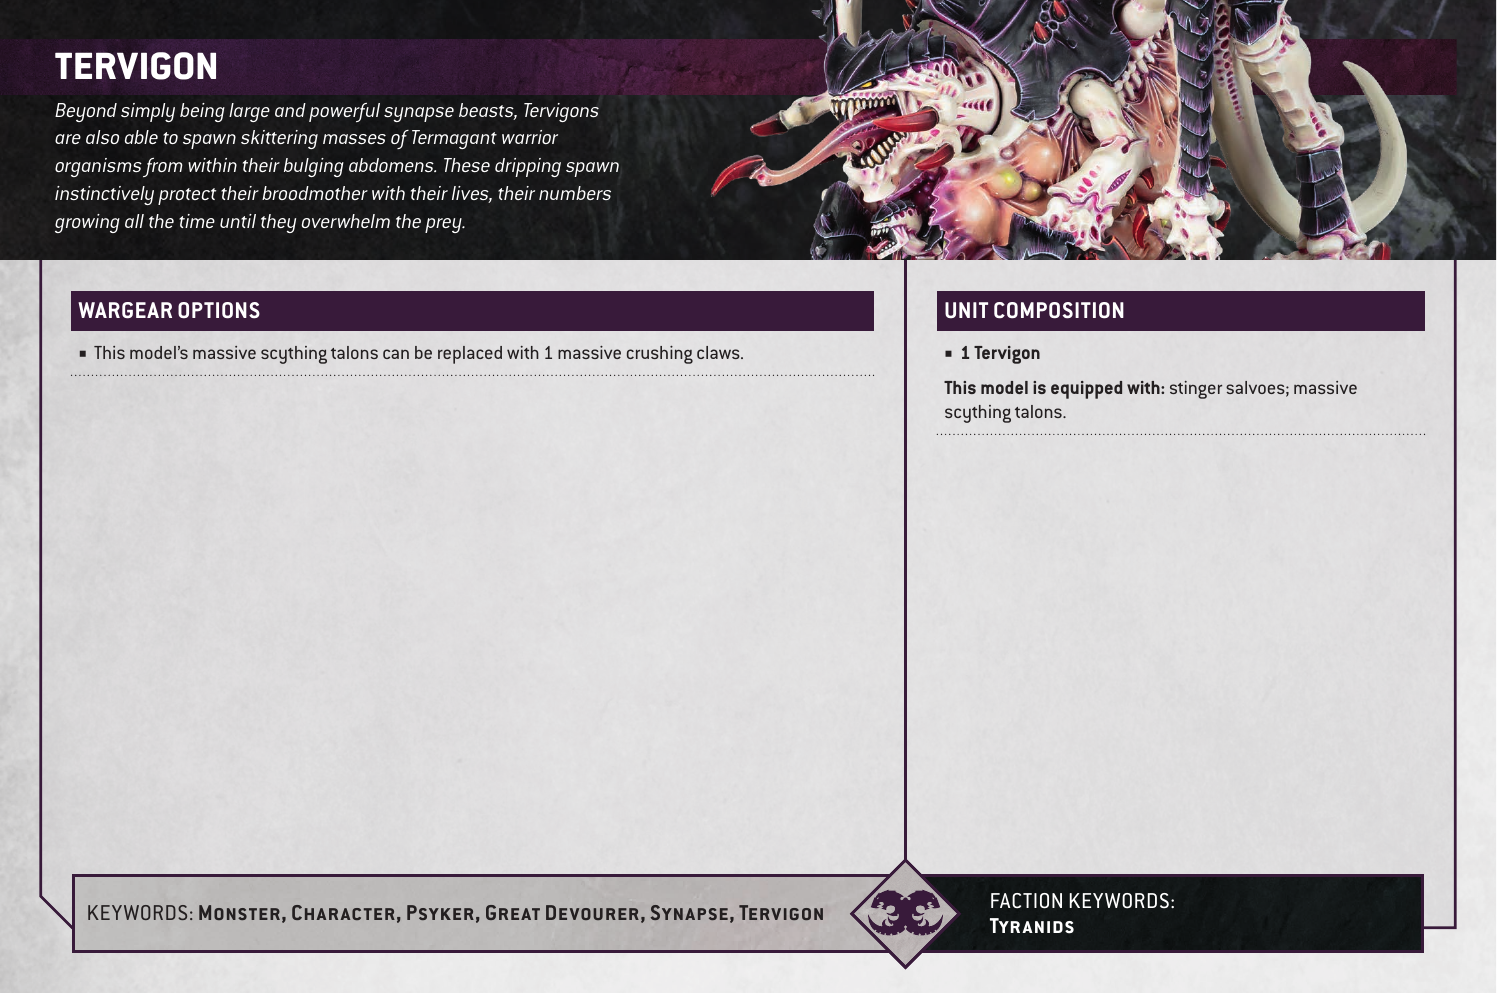 TERVIGON
Beyond simply being large and powerful synapse beasts, Tervigons
are also able to spawn skittering masses of Termagant warrior
organisms from within their bulging abdomens. These dripping spawn
instinctively protect their broodmother with their lives, their numbers
growing all the time until they overwhelm the prey.
WARGEAR OPTIONS
▪ This model's massive scything talons can be replaced with 1 massive crushing claws.
UNIT COMPOSITION
▪ 1 Tervigon
This model is equipped with: stinger salvoes; massive
scything talons.
KEYWORDS: Monster, Character, Psyker, Great Devourer, Synapse, Tervigon
FACTION KEYWORDS:
Tyranids